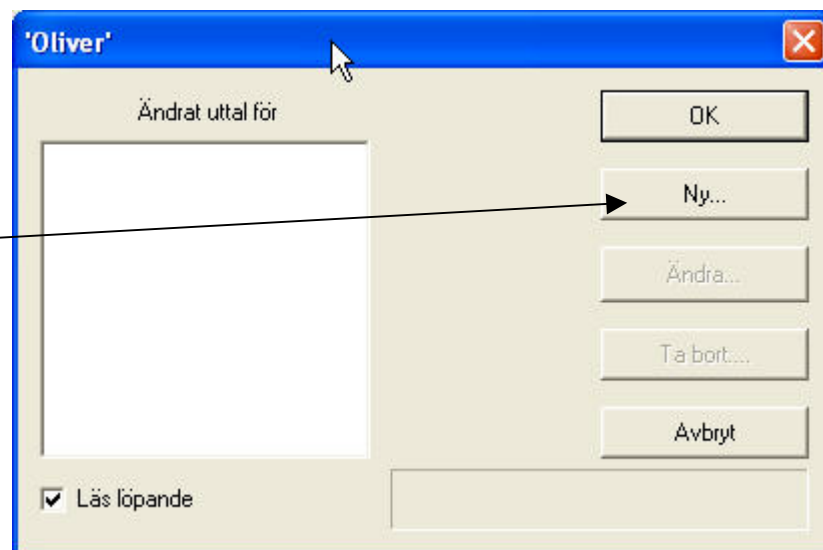 'Oliver'
Ändrat uttal för
OK
Ny...
Ändra...
Ta bort....
Avbryt
Läs löpande